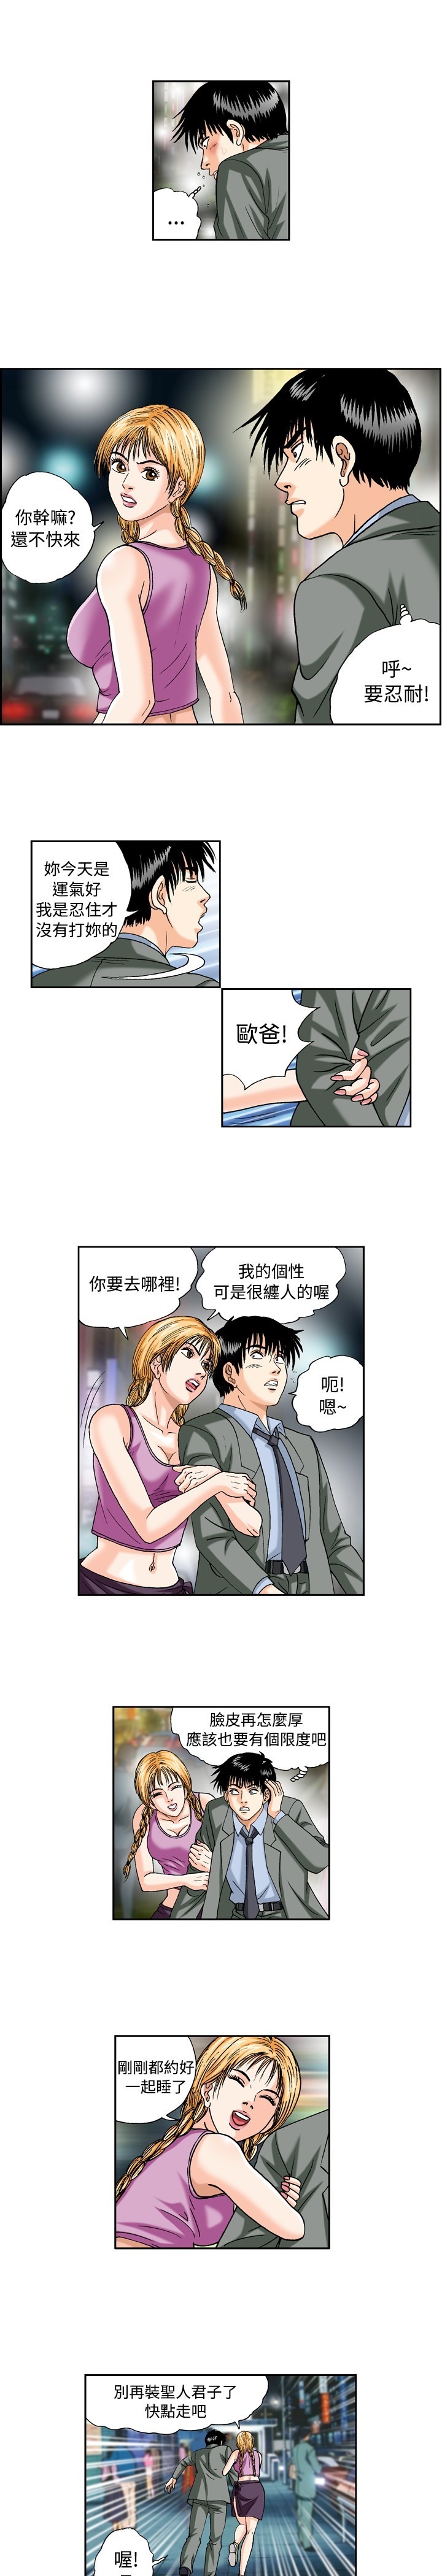 ...
你幹嘛?
還不快來
呼~
要忍耐!
妳今天是
運氣好
我是忍住才
沒有打妳的
歐爸!
你要去哪裡!
我的個性
可是很纏人的喔
呃!
嗯~
臉皮再怎麼厚
應該也要有個限度吧
剛剛都約好
一起睡了
別再裝聖人君子了
快點走吧
喔!